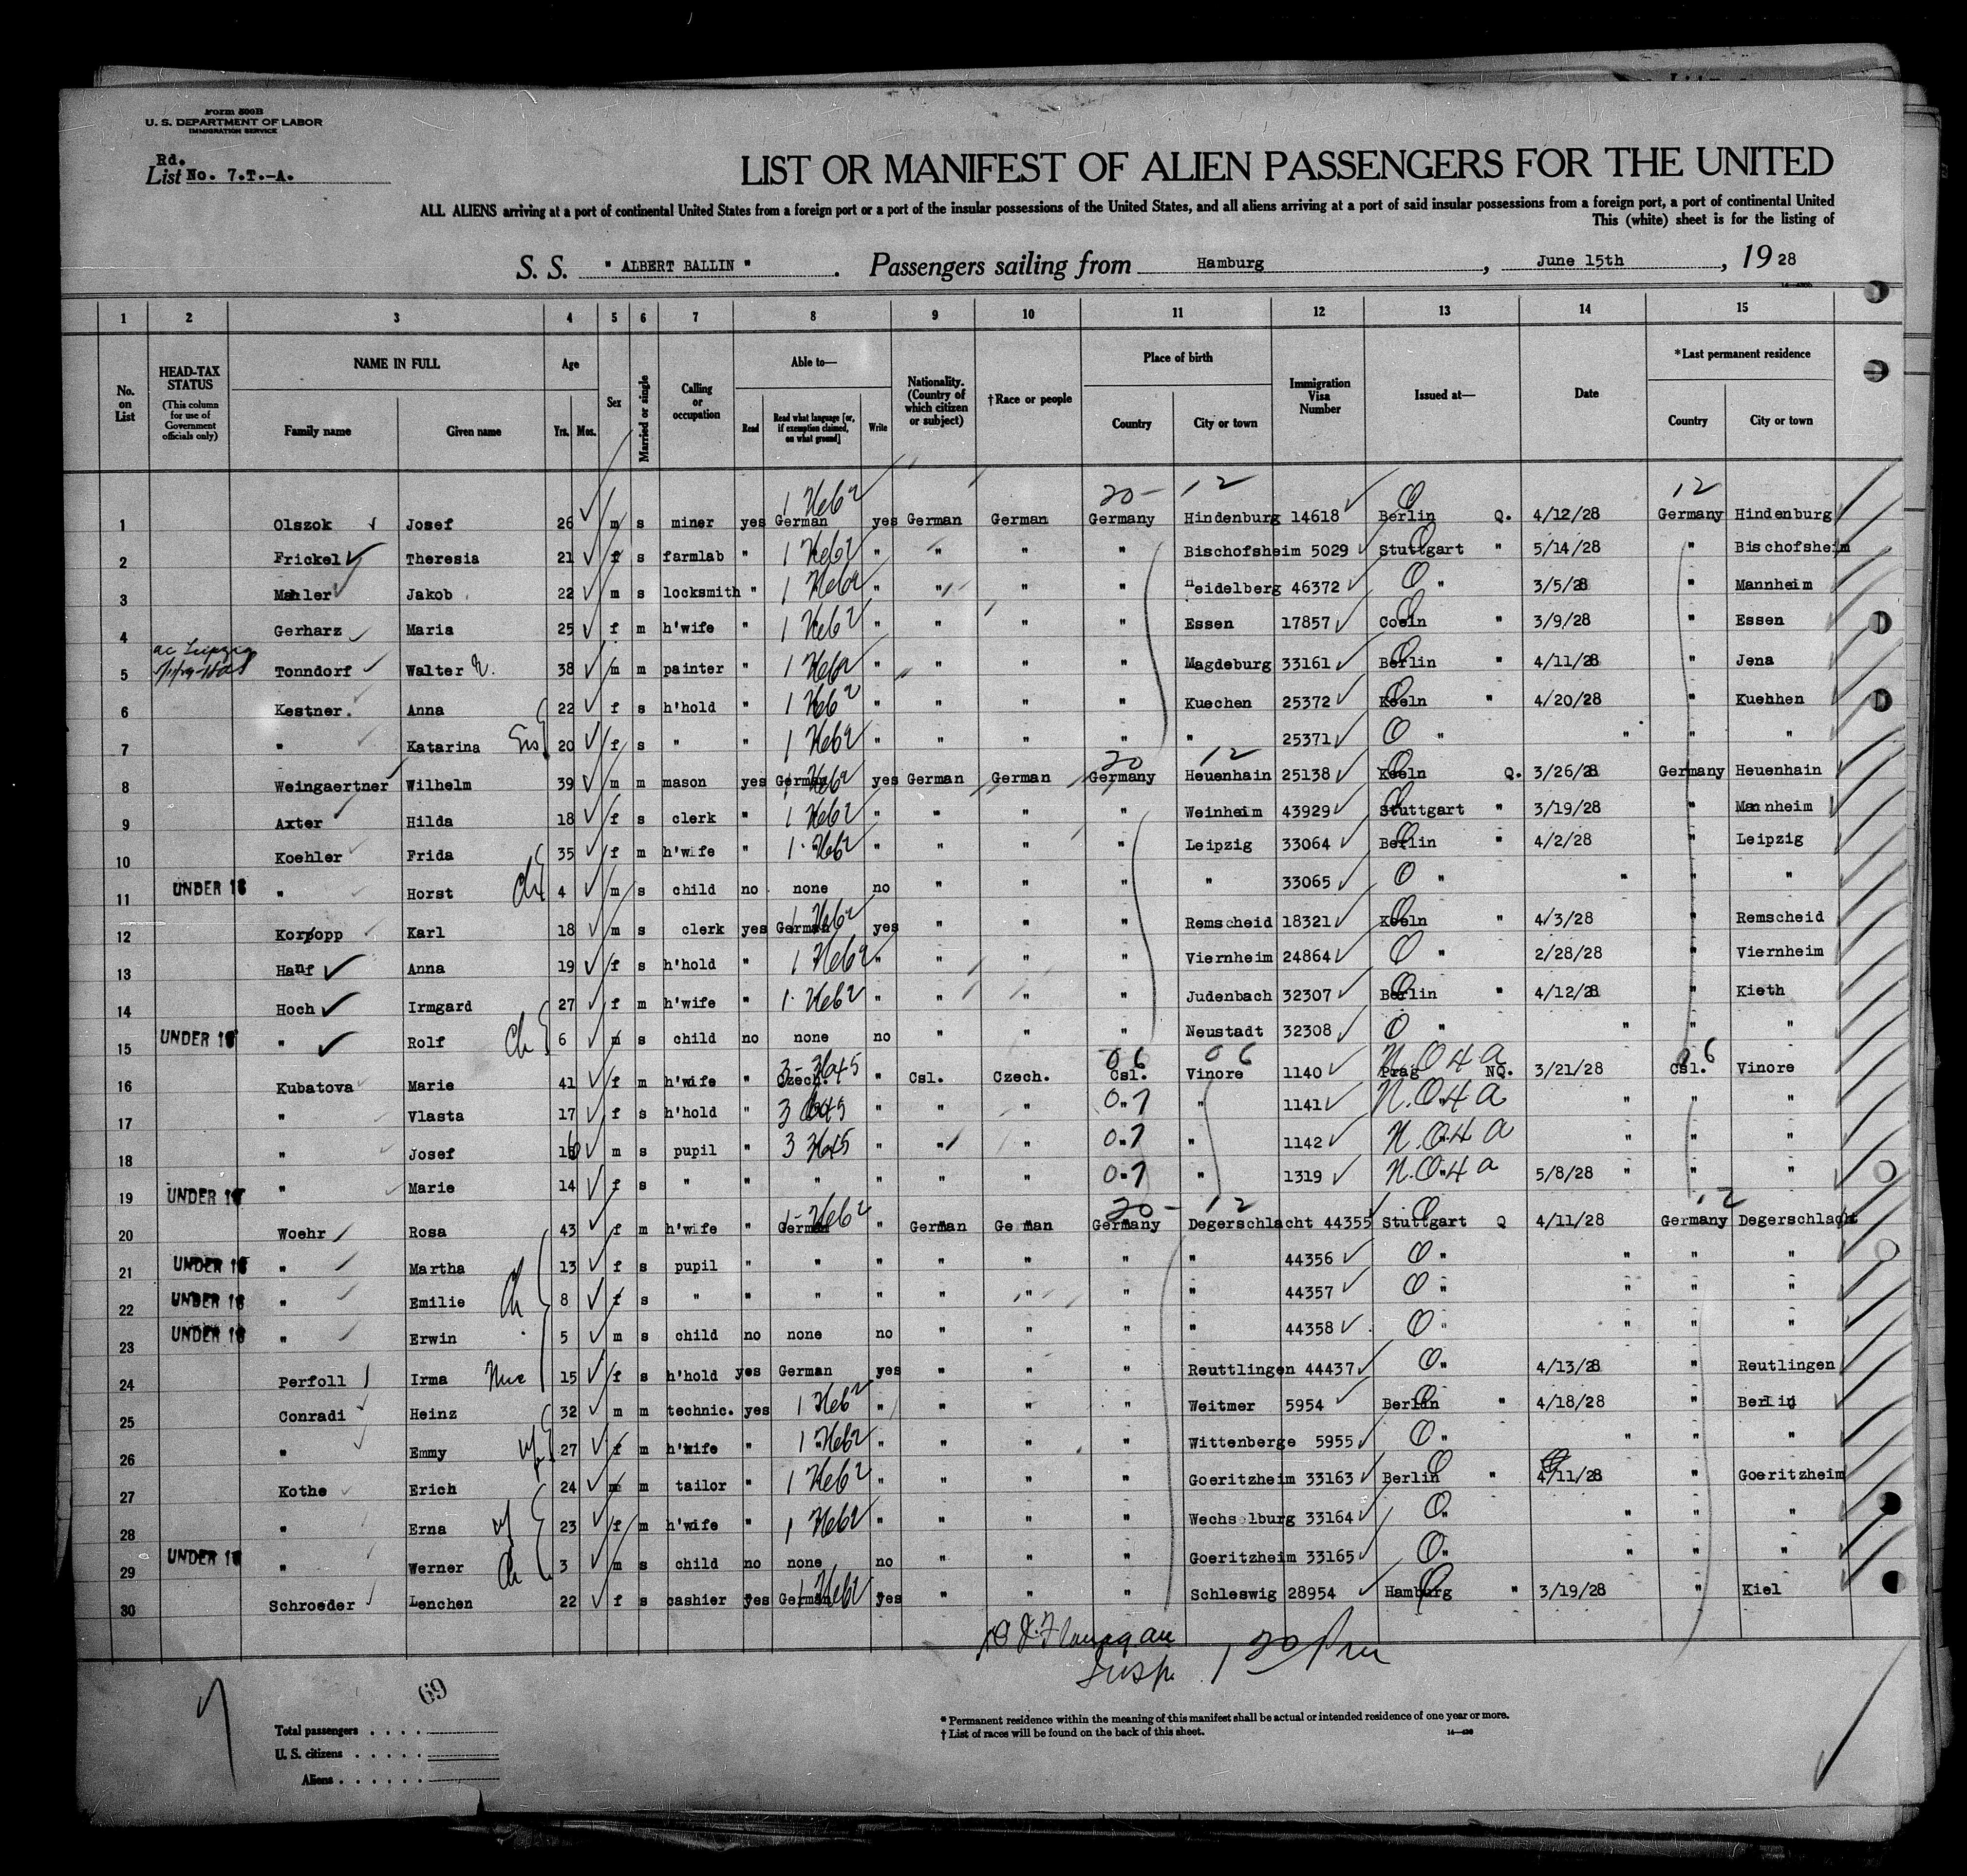 Form 500B
U. S. DEPARTMENT OF LABOR
IMMIGRATION SERVICE
Rd.
List No. 7.T.-A.
LIST OR MANIFEST OF ALIEN PASSENGERS FOR THE UNITED
ALL ALIENS arriving at a port of continental United States from a foreign port or a port of the insular possessions of the United States, and all aliens arriving at a port of said insular possessions from a foreign port, a port of continental United
This (white) sheet is for the listing of
S. S. " ALBERT BALLIN " . Passengers sailing from Hamburg , June 15th , 19 28
1 2 3 4 5 6 7 8 9 10 11 12 13 14 15
No. on List HEAD-TAX STATUS (This column for use of Government officials only) NAME IN FULL Family name Given name Age Yrs. Mos. Sex Married or single Calling or occupation Able to— Read Read what language [or, if exemption claimed, on what ground] Write Nationality. (Country of which citizen or subject) †Race or people Place of birth Country City or town Immigration Visa Number Issued at— Date *Last permanent residence Country City or town
20- 12 12
1 Olszok Josef 26 m s miner yes German yes German German Germany Hindenburg 14618 Berlin Q. 4/12/28 Germany Hindenburg
2 Frickel Theresia 21 f s farmlab " " " " " Bischofsheim 5029 Stuttgart " 5/14/28 " Bischofsheim
3 Mahler Jakob 22 m s locksmith " " " " " Heidelberg 46372 " 3/5/28 " Mannheim
4 Gerharz Maria 25 f m h'wife " " " " " Essen 17857 Coeln " 3/9/28 " Essen
5 Tonndorf Walter 38 m m painter " " " " " Magdeburg 33161 Berlin " 4/11/28 " Jena
6 Kestner Anna 22 f s h'hold " " " " " Kuechen 25372 Koeln " 4/20/28 " Kuehhen
7 " Katarina 20 f s " " " " " " " 25371 " " " "
8 Weingaertner Wilhelm 39 m m mason yes German yes German German Germany Heuenhain 25138 Koeln Q. 3/26/28 Germany Heuenhain
9 Axter Hilda 18 f s clerk " " " " " Weinheim 43929 Stuttgart " 3/19/28 " Mannheim
10 Koehler Frida 35 f m h'wife " " " " " Leipzig 33064 Berlin " 4/2/28 " Leipzig
11 UNDER 16 " Horst 4 m s child no none no " " " " 33065 " " " "
12 Korpopp Karl 18 m s clerk yes German yes " " " Remscheid 18321 Koeln " 4/3/28 " Remscheid
13 Hanf Anna 19 f s h'hold " " " " " Viernheim 24864 " 2/28/28 " Viernheim
14 Hoch Irmgard 27 f m h'wife " " " " " Judenbach 32307 Berlin " 4/12/28 " Kieth
15 UNDER 16 " Rolf 6 m s child no none no " " " Neustadt 32308 " " " "
16 Kubatova Marie 41 f m h'wife " Czech. " Csl. Czech. Csl. Vinore 1140 Prag NQ. 3/21/28 Csl. Vinore
17 " Vlasta 17 f s h'hold " " " " " " 1141 " " "
18 " Josef 16 m s pupil " " " " " " 1142 " " "
19 UNDER 16 " Marie 14 f s " " " " " " " 1319 5/8/28 " " "
20 Woehr Rosa 43 f m h'wife " German " German Ge man Germany Degerschlacht 44355 Stuttgart Q 4/11/28 Germany Degerschlacht
21 UNDER 16 " Martha 13 f s pupil " " " " " " " 44356 " " " "
22 UNDER 16 " Emilie 8 f s " " " " " " " " 44357 " " " "
23 UNDER 16 " Erwin 5 m s child no none no " " " " 44358 " " " "
24 Perfoll Irma 15 f s h'hold yes German yes " " " Reuttlingen 44437 " 4/13/28 " Reutlingen
25 Conradi Heinz 32 m m technic. yes " " " " Weitmer 5954 Berlin " 4/18/28 " Berlin
26 " Emmy 27 f m h'wife " " " " " Wittenberge 5955 " " " "
27 Kothe Erich 24 m m tailor " " " " " Goeritzheim 33163 Berlin " 4/11/28 " Goeritzheim
28 " Erna 23 f m h'wife " " " " " Wechselburg 33164 " " " "
29 UNDER 16 " Werner 3 m s child no none no " " " Goeritzheim 33165 " " " "
30 Schroeder Lenchen 22 f s cashier yes German yes " " " Schleswig 28954 Hamburg " 3/19/28 " Kiel
Flanagan
Insp.
69
Total passengers . . . .
U. S. citizens . . . . .
Aliens . . . . . .
* Permanent residence within the meaning of this manifest shall be actual or intended residence of one year or more.
† List of races will be found on the back of this sheet.